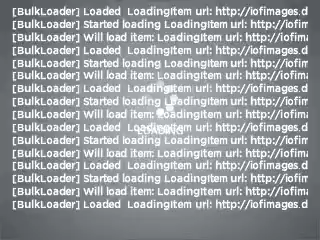 [BulkLoader] Loaded LoadingItem url: http://iofimages.d
[BulkLoader] Started loading LoadingItem url: http://iofim
[BulkLoader] Will load item: LoadingItem url: http://iofima
[BulkLoader] Loaded LoadingItem url: http://iofimages.d
[BulkLoader] Started loading LoadingItem url: http://iofim
[BulkLoader] Will load item: LoadingItem url: http://iofima
[BulkLoader] Loaded LoadingItem url: http://iofimages.d
[BulkLoader] Started loading LoadingItem url: http://iofim
[BulkLoader] Will load item: LoadingItem url: http://iofima
[BulkLoader] Loaded LoadingItem url: http://iofimages.d
LOADING
[BulkLoader] Started loading LoadingItem url: http://iofim
[BulkLoader] Will load item: LoadingItem url: http://iofima
[BulkLoader] Loaded LoadingItem url: http://iofimages.d
[BulkLoader] Started loading LoadingItem url: http://iofim
[BulkLoader] Will load item: LoadingItem url: http://iofima
[BulkLoader] Loaded LoadingItem url: http://iofimages.d